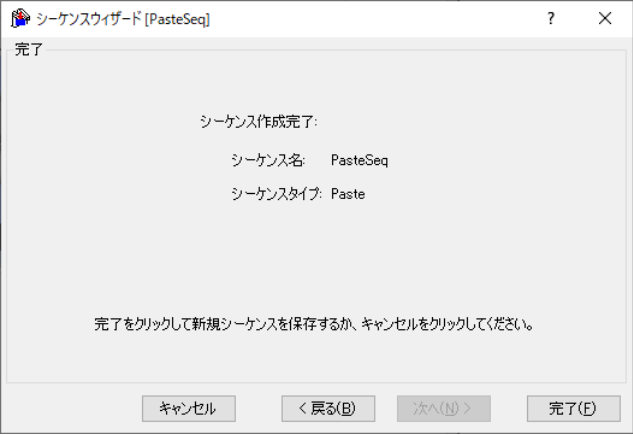 シーケンスウィザード [PasteSeq]
完了
シーケンス作成完了:
シーケンス名: PasteSeq
シーケンスタイプ: Paste
完了をクリックして新規シーケンスを保存するか、キャンセルをクリックしてください。
キャンセル < 戻る(B) 次へ(N) > 完了(F)